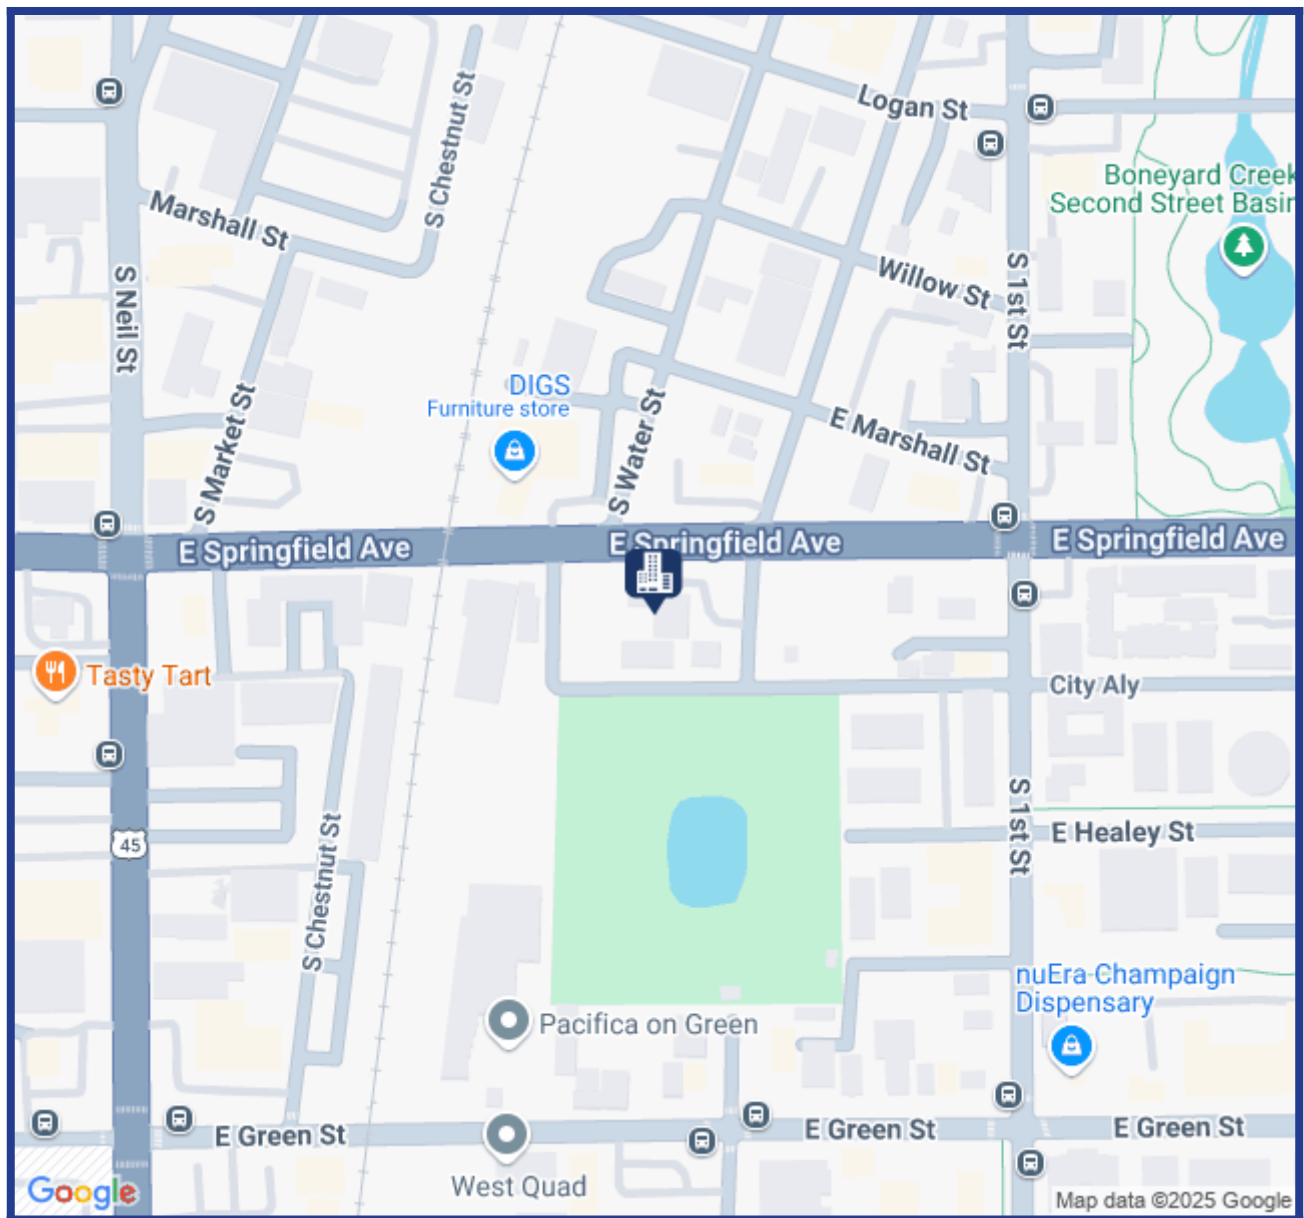 Logan St
S Chestnut St
Boneyard Creek
Second Street Basin
Marshall St
S Neil St
S 1st St
Willow St
DIGS
Furniture store
S Market St
S Water St
E Marshall St
E Springfield Ave
E Springfield Ave
E Springfield Ave
Tasty Tart
City Aly
45
S Chestnut St
S 1st St
E Healey St
nuEra Champaign
Dispensary
Pacifica on Green
E Green St
E Green St
E Green St
West Quad
Google
Map data ©2025 Google